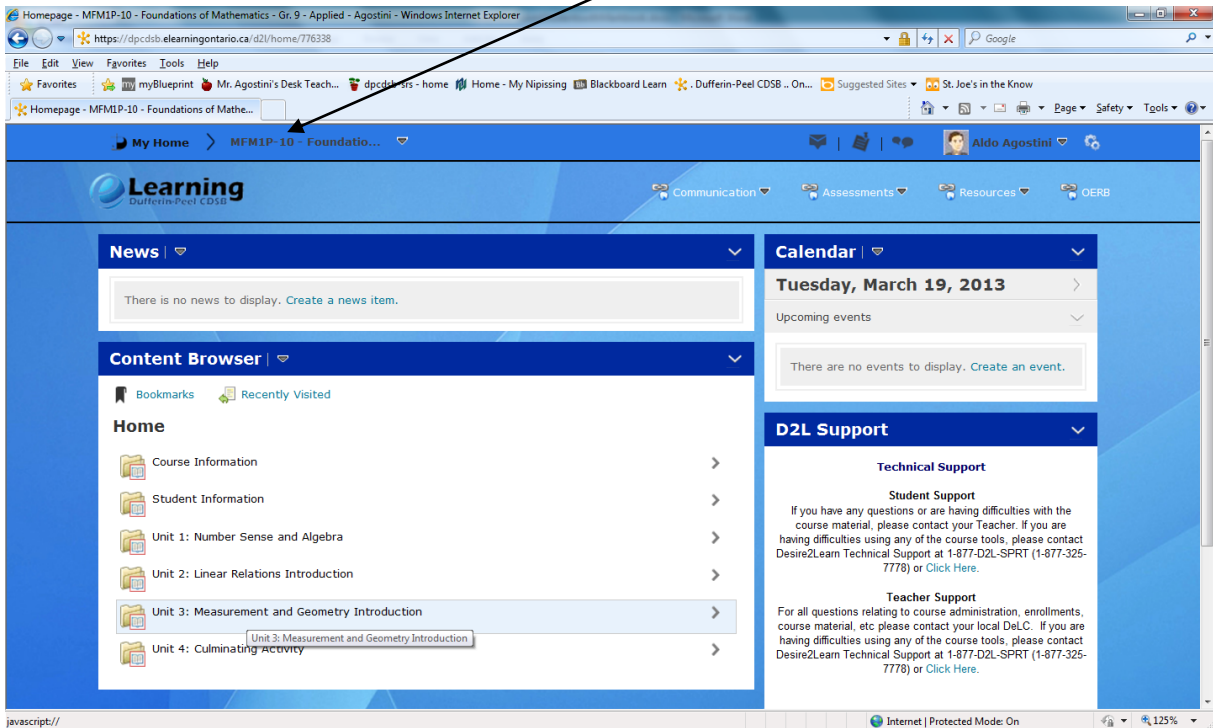 Homepage - MFM1P-10 - Foundations of Mathematics - Gr. 9 - Applied - Agostini - Windows Internet Explorer
https://dpcdsb.elearningontario.ca/d2l/home/776338
Google
File Edit View Favorites Tools Help
Favorites myBlueprint Mr. Agostini's Desk Teach... dpcdsb-srs - home Home - My Nipissing Blackboard Learn . Dufferin-Peel CDSB .. On... Suggested Sites St. Joe's in the Know
Homepage - MFM1P-10 - Foundations of Mathe...
Page Safety Tools
My Home MFM1P-10 - Foundatio...
Aldo Agostini
Learning
Dufferin-Peel CDSB
Communication Assessments Resources OERB
News
There is no news to display. Create a news item.
Content Browser
Bookmarks Recently Visited
Home
Course Information
Student Information
Unit 1: Number Sense and Algebra
Unit 2: Linear Relations Introduction
Unit 3: Measurement and Geometry Introduction
Unit 3: Measurement and Geometry Introduction
Unit 4: Culminating Activity
Calendar
Tuesday, March 19, 2013
Upcoming events
There are no events to display. Create an event.
D2L Support
Technical Support
Student Support
If you have any questions or are having difficulties with the
course material, please contact your Teacher. If you are
having difficulties using any of the course tools, please contact
Desire2Learn Technical Support at 1-877-D2L-SPRT (1-877-325-
7778) or Click Here.
Teacher Support
For all questions relating to course administration, enrollments,
course material, etc please contact your local DeLC. If you are
having difficulties using any of the course tools, please contact
Desire2Learn Technical Support at 1-877-D2L-SPRT (1-877-325-
7778) or Click Here.
javascript://
Internet | Protected Mode: On
125%